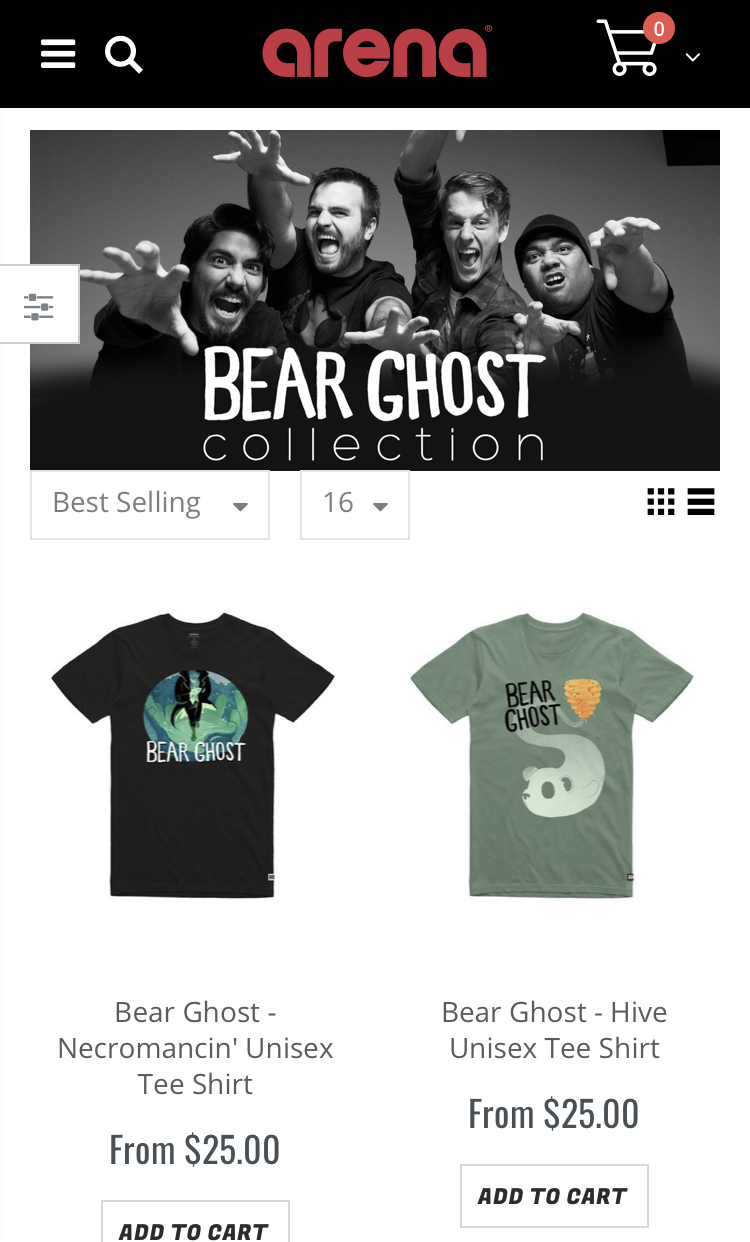 0
arena®
BEAR GHOST
collection
Best Selling
16
BEAR GHOST
BEAR
GHOST
Bear Ghost -
Necromancin' Unisex
Tee Shirt
From $25.00
ADD TO CART
Bear Ghost - Hive
Unisex Tee Shirt
From $25.00
ADD TO CART